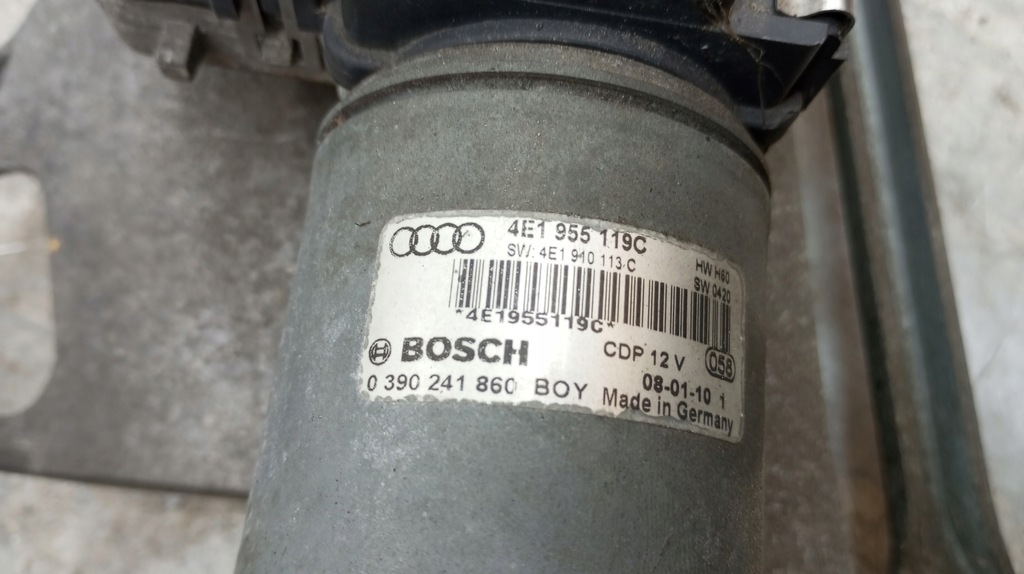 4E1 955 119C
SW: 4E1 910 113 C
HW H60
SW 0420
*4E1955119C*
BOSCH
CDP 12 V
058
0 390 241 860 BOY
08-01-10 1
Made in Germany